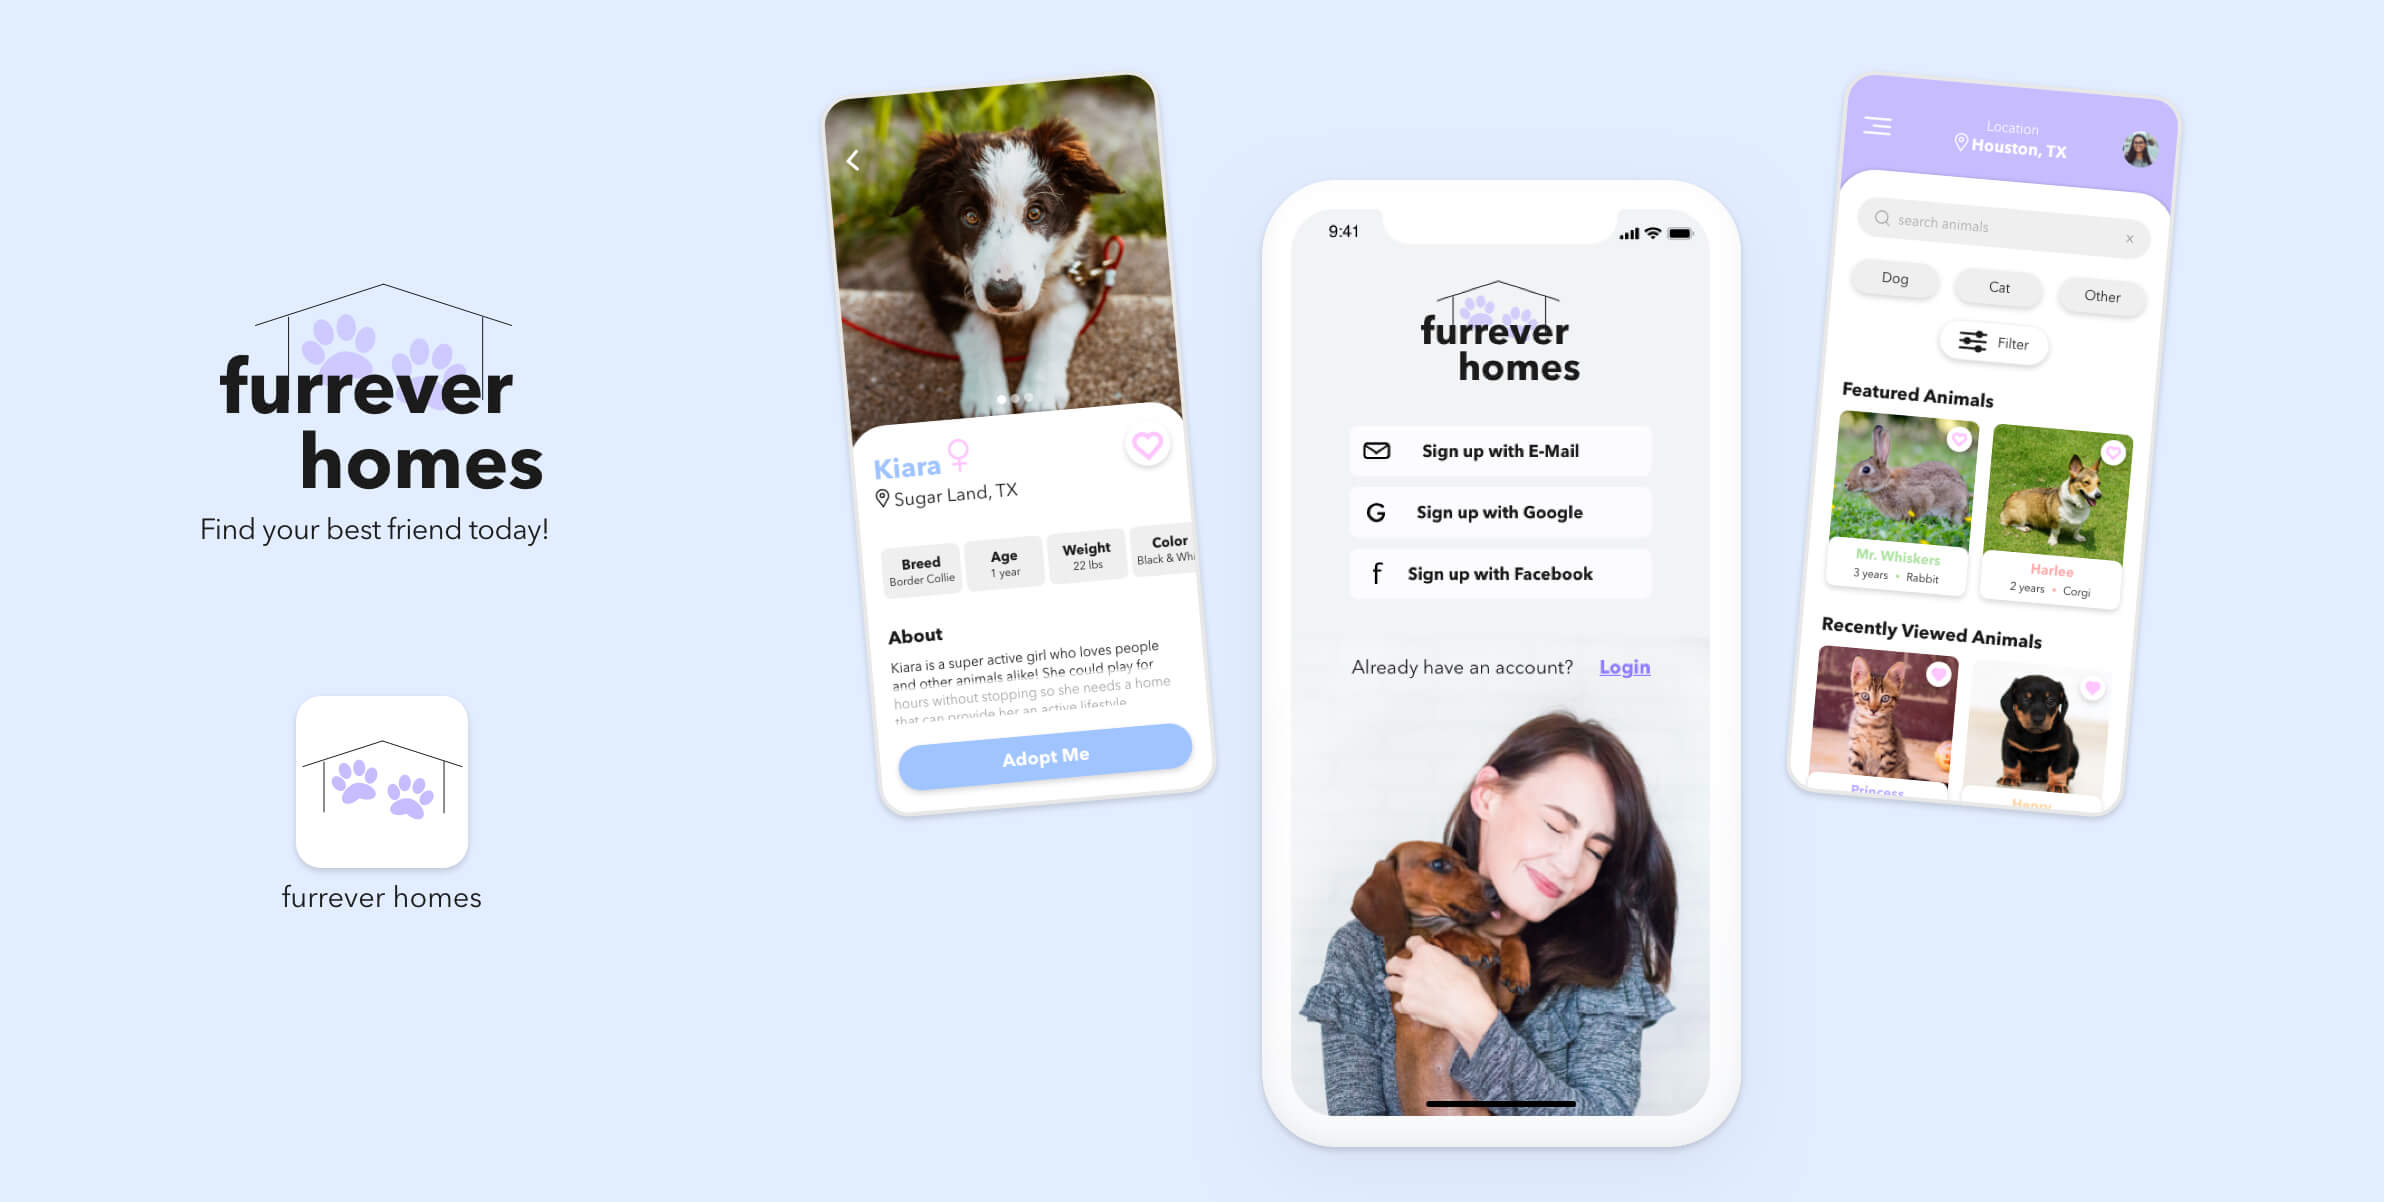 furrever
homes
Find your best friend today!
furrever homes
Kiara
Sugar Land, TX
Breed
Border Collie
Age
1 year
Weight
22 lbs
Color
Black & Wh
About
Kiara is a super active girl who loves people
and other animals alike! She could play for
hours without stopping so she needs a home
that can provide her an active lifestyle
Adopt Me
9:41
furrever
homes
Sign up with E-Mail
G
Sign up with Google
f
Sign up with Facebook
Already have an account? Login
Location
Houston, TX
search animals
x
Dog
Cat
Other
Filter
Featured Animals
Mr. Whiskers
3 years • Rabbit
Harlee
2 years • Corgi
Recently Viewed Animals
Princess
Henry